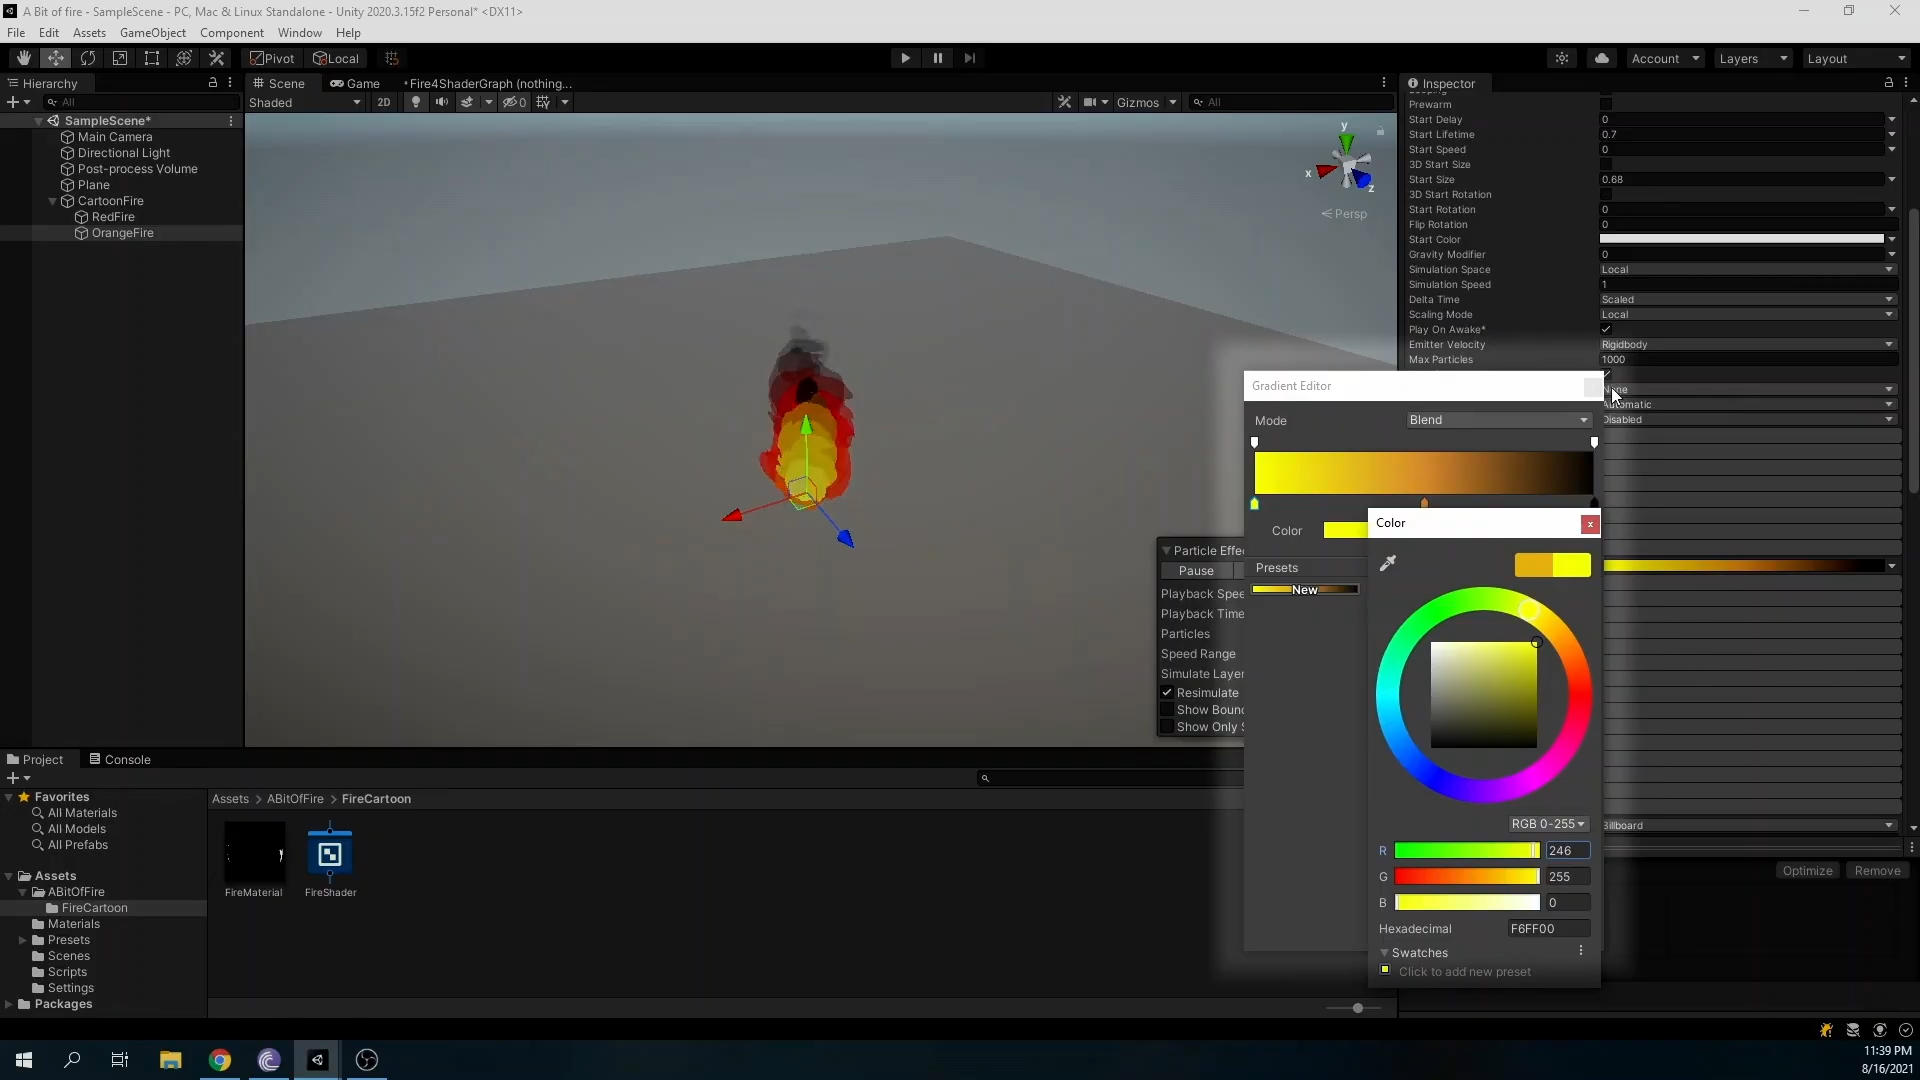 A Bit of fire - SampleScene - PC, Mac & Linux Standalone - Unity 2020.3.15f2 Personal* <DX11>
File Edit Assets GameObject Component Window Help
Pivot Local
Account Layers Layout
Hierarchy
All
SampleScene*
Main Camera
Directional Light
Post-process Volume
Plane
CartoonFire
RedFire
OrangeFire
Scene Game *Fire4ShaderGraph (nothing...
Shaded 2D 0 Gizmos All
y
x
z
Persp
Inspector
Prewarm
Start Delay 0
Start Lifetime 0.7
Start Speed 0
3D Start Size
Start Size 0.68
3D Start Rotation
Start Rotation 0
Flip Rotation 0
Start Color
Gravity Modifier 0
Simulation Space Local
Simulation Speed 1
Delta Time Scaled
Scaling Mode Local
Play On Awake*
Emitter Velocity Rigidbody
Max Particles 1000
None
Automatic
Disabled
Billboard
Optimize Remove
Gradient Editor
Mode Blend
Color
Presets
New
Particle Effe
Pause
Playback Spee
Playback Time
Particles
Speed Range
Simulate Layer
Resimulate
Show Boun
Show Only S
Color
x
RGB 0-255
R 246
G 255
B 0
Hexadecimal F6FF00
Swatches
Click to add new preset
Project Console
Favorites
All Materials
All Models
All Prefabs
Assets
ABitOfFire
FireCartoon
Materials
Presets
Scenes
Scripts
Settings
Packages
Assets > ABitOfFire > FireCartoon
FireMaterial FireShader
11:39 PM
8/16/2021